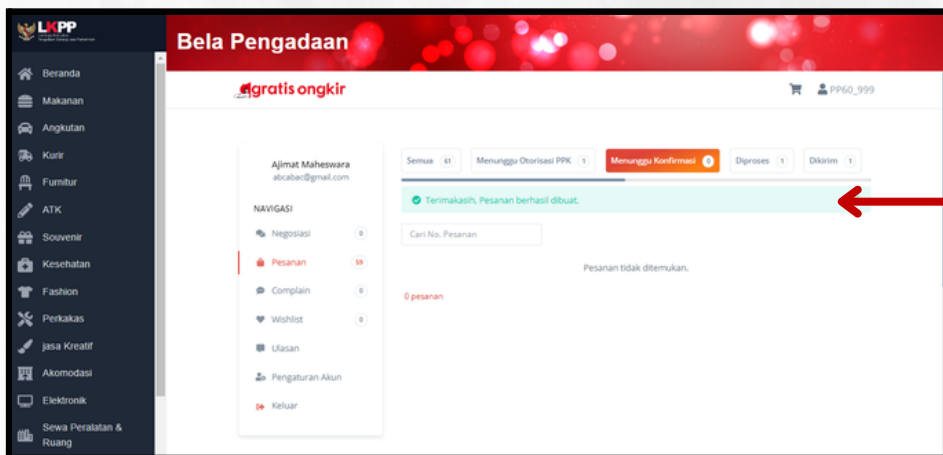 LKPP
Bela Pengadaan
Beranda
Makanan
Angkutan
Kurir
Furnitur
ATK
Souvenir
Kesehatan
Fashion
Perkakas
jasa Kreatif
Akomodasi
Elektronik
Sewa Peralatan &
Ruang
gratis ongkir
PP60_999
Ajimat Maheswara
abcabac@gmail.com
NAVIGASI
Negosiasi 0
Pesanan 59
Complain 0
Wishlist 0
Ulasan
Pengaturan Akun
Keluar
Semua 61
Menunggu Otorisasi PPK 1
Menunggu Konfirmasi 0
Diproses 1
Dikirim 1
Terimakasih, Pesanan berhasil dibuat.
Cari No. Pesanan
Pesanan tidak ditemukan.
0 pesanan